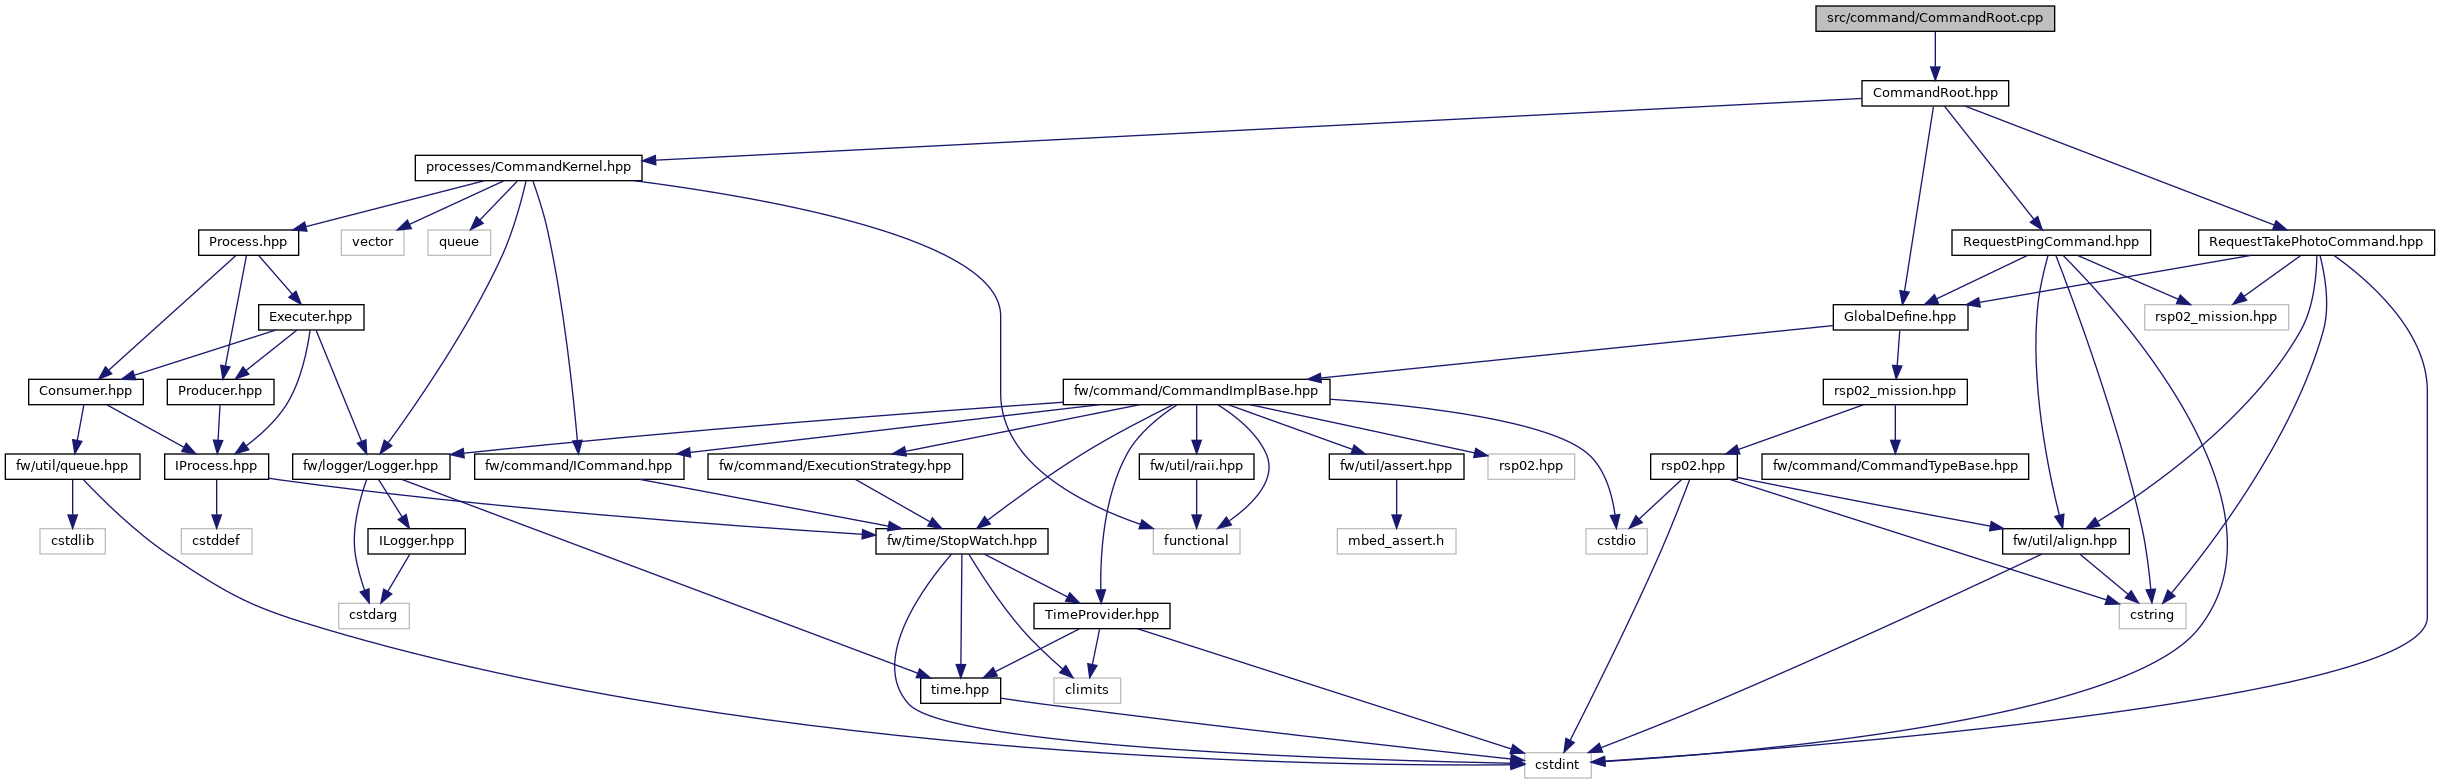 src/command/CommandRoot.cpp
CommandRoot.hpp
processes/CommandKernel.hpp
Process.hpp
vector
queue
RequestPingCommand.hpp
RequestTakePhotoCommand.hpp
Executer.hpp
GlobalDefine.hpp
rsp02_mission.hpp
Consumer.hpp
Producer.hpp
fw/command/CommandImplBase.hpp
rsp02_mission.hpp
fw/util/queue.hpp
IProcess.hpp
fw/logger/Logger.hpp
fw/command/ICommand.hpp
fw/command/ExecutionStrategy.hpp
fw/util/raii.hpp
fw/util/assert.hpp
rsp02.hpp
rsp02.hpp
fw/command/CommandTypeBase.hpp
cstdlib
cstddef
ILogger.hpp
fw/time/StopWatch.hpp
functional
mbed_assert.h
cstdio
fw/util/align.hpp
cstdarg
TimeProvider.hpp
cstring
time.hpp
climits
cstdint